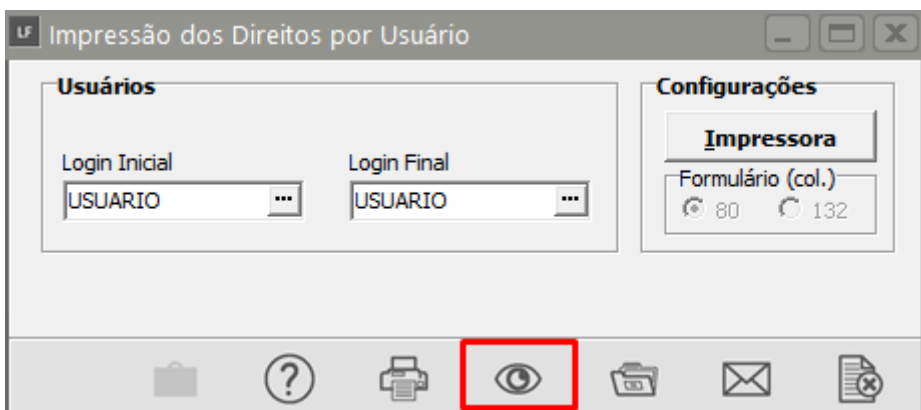 LF Impressão dos Direitos por Usuário
Usuários
Login Inicial
Login Final
USUARIO
...
USUARIO
...
Configurações
Impressora
Formulário (col.)
80
132
?